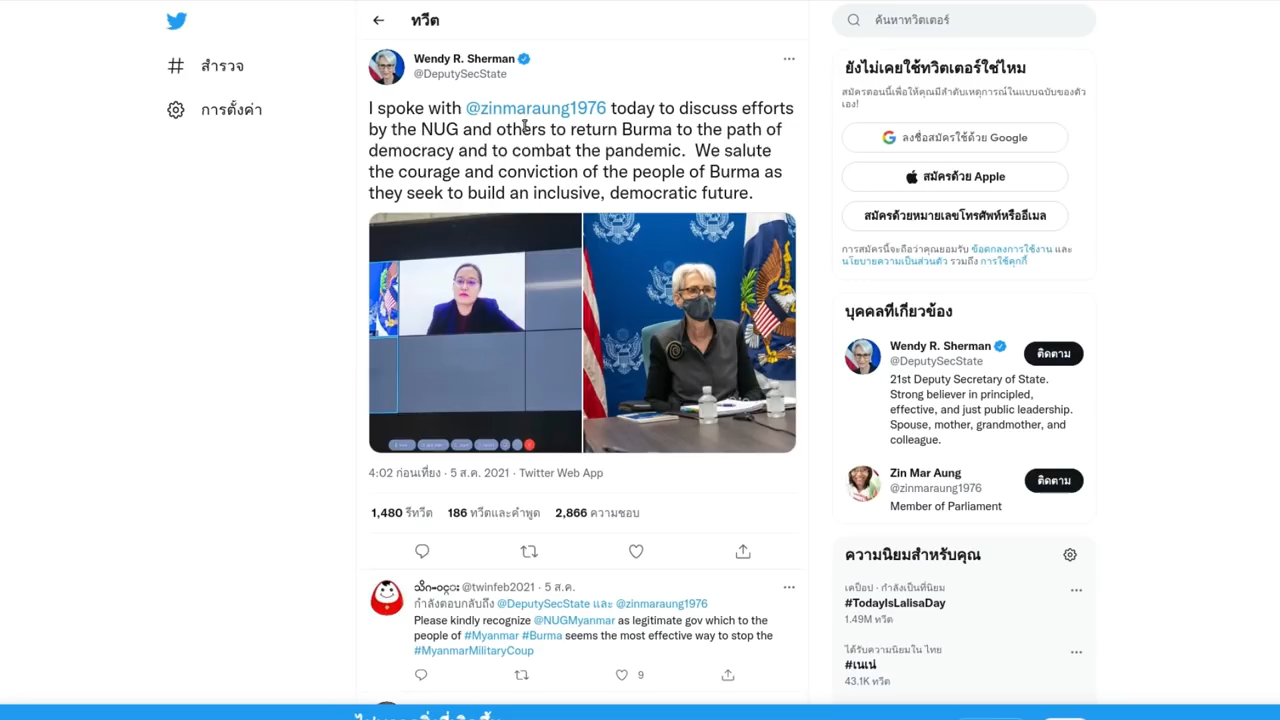 สำรวจ
การตั้งค่า
ทวีต
Wendy R. Sherman
@DeputySecState
I spoke with @zinmaraung1976 today to discuss efforts
by the NUG and others to return Burma to the path of
democracy and to combat the pandemic.  We salute
the courage and conviction of the people of Burma as
they seek to build an inclusive, democratic future.
4:02 ก่อนเที่ยง · 5 ส.ค. 2021 · Twitter Web App
1,480 รีทวีต 186 ทวีตและคำพูด 2,866 ความชอบ
@twinfeb2021 · 5 ส.ค.
กำลังตอบกลับถึง @DeputySecState และ @zinmaraung1976
Please kindly recognize @NUGMyanmar as legitimate gov which to the
people of #Myanmar #Burma seems the most effective way to stop the
#MyanmarMilitaryCoup
9
ค้นหาทวิตเตอร์
ยังไม่เคยใช้ทวิตเตอร์ใช่ไหม
สมัครตอนนี้เพื่อให้คุณมีลำดับเหตุการณ์ในแบบฉบับของตัว
เอง!
ลงชื่อสมัครใช้ด้วย Google
สมัครด้วย Apple
สมัครด้วยหมายเลขโทรศัพท์หรืออีเมล
การสมัครนี้จะถือว่าคุณยอมรับ ข้อตกลงการใช้งาน และ
นโยบายความเป็นส่วนตัว รวมถึง การใช้คุกกี้
บุคคลที่เกี่ยวข้อง
Wendy R. Sherman
@DeputySecState
ติดตาม
21st Deputy Secretary of State.
Strong believer in principled,
effective, and just public leadership.
Spouse, mother, grandmother, and
colleague.
Zin Mar Aung
@zinmaraung1976
ติดตาม
Member of Parliament
ความนิยมสำหรับคุณ
เคป็อป · กำลังเป็นที่นิยม
#TodayIsLalisaDay
1.49M ทวีต
ได้รับความนิยมใน ไทย
#เนเน่
43.1K ทวีต